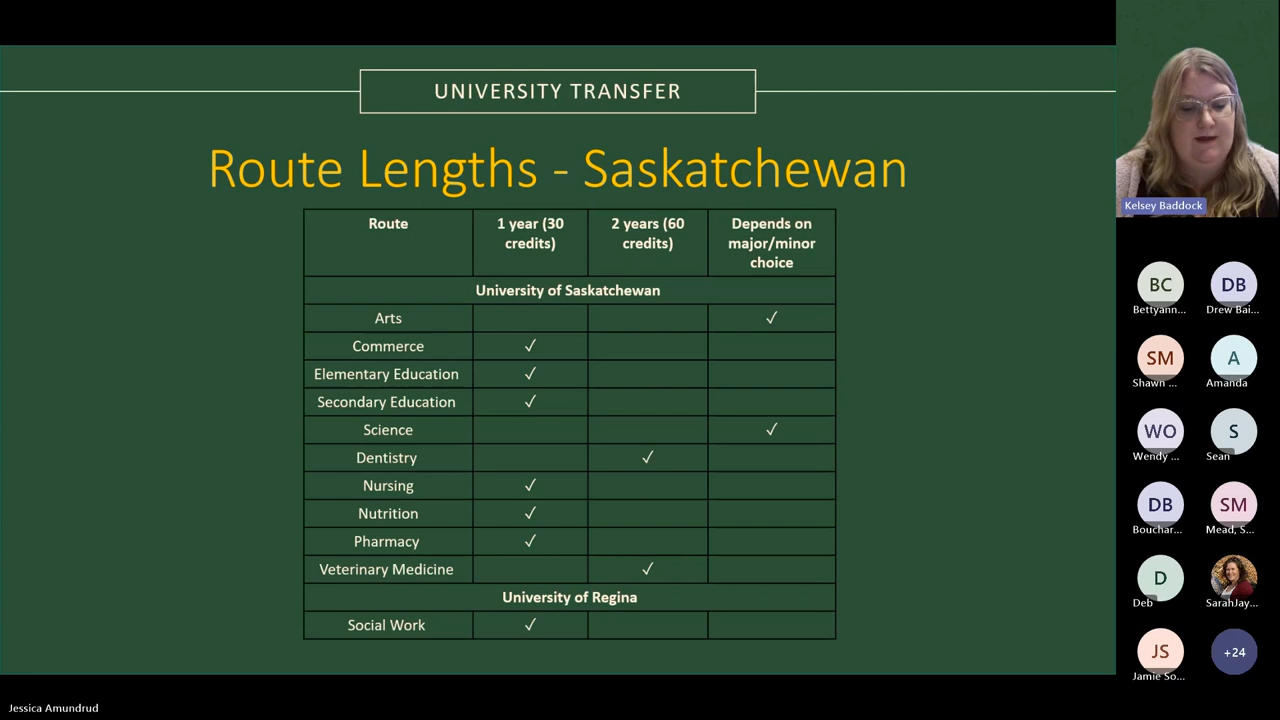 UNIVERSITY TRANSFER
Route Lengths - Saskatchewan
Route 1 year (30 credits) 2 years (60 credits) Depends on major/minor choice
University of Saskatchewan
Arts ✓
Commerce ✓
Elementary Education ✓
Secondary Education ✓
Science ✓
Dentistry ✓
Nursing ✓
Nutrition ✓
Pharmacy ✓
Veterinary Medicine ✓
University of Regina
Social Work ✓
Kelsey Baddock
BC DB
Bettyann... Drew Bai...
SM A
Shawn ... Amanda
WO S
Wendy ... Sean
DB SM
Bouchar... Mead, S...
D
Deb SarahJay...
JS +24
Jamie So...
Jessica Amundrud